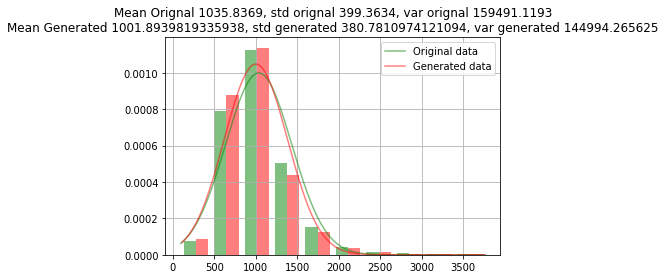 Mean Orignal 1035.8369, std orignal 399.3634, var orignal 159491.1193
Mean Generated 1001.8939819335938, std generated 380.7810974121094, var generated 144994.265625
Original data
Generated data
0.0010
0.0008
0.0006
0.0004
0.0002
0.0000
0 500 1000 1500 2000 2500 3000 3500